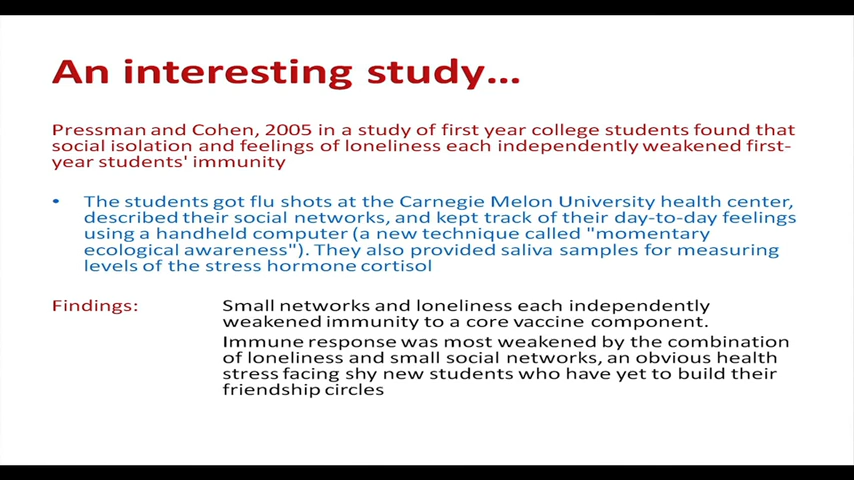 An interesting study...
Pressman and Cohen, 2005 in a study of first year college students found that
social isolation and feelings of loneliness each independently weakened first-
year students' immunity
• The students got flu shots at the Carnegie Melon University health center,
described their social networks, and kept track of their day-to-day feelings
using a handheld computer (a new technique called "momentary
ecological awareness"). They also provided saliva samples for measuring
levels of the stress hormone cortisol
Findings: Small networks and loneliness each independently
weakened immunity to a core vaccine component.
Immune response was most weakened by the combination
of loneliness and small social networks, an obvious health
stress facing shy new students who have yet to build their
friendship circles